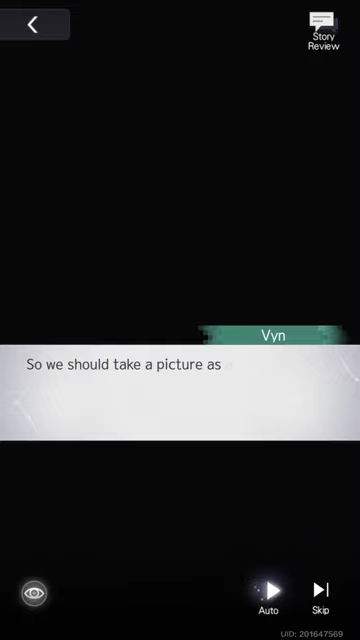 Story
Review
Vyn
So we should take a picture as
Auto
Skip
UID: 201647569